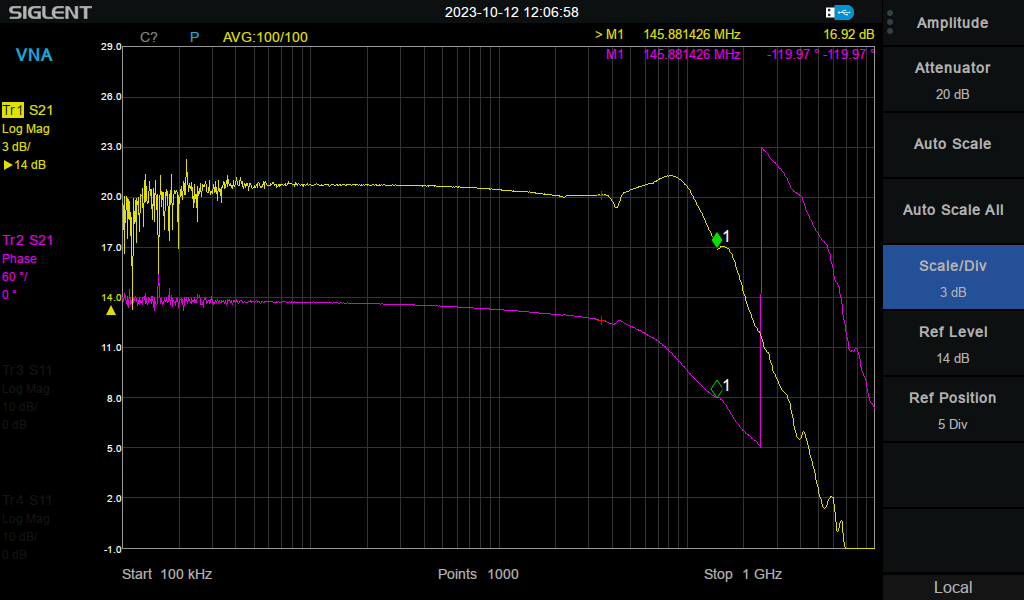 SIGLENT
2023-10-12 12:06:58
C? P AVG:100/100
VNA
> M1 145.881426 MHz 16.92 dB
M1 145.881426 MHz -119.97 ° -119.97 °
Tr1 S21
Log Mag
3 dB/
▶14 dB
Tr2 S21
Phase
60 °/
0 °
Tr3 S11
Log Mag
10 dB/
0 dB
Tr4 S11
Log Mag
10 dB/
0 dB
29.0
26.0
23.0
20.0
17.0
14.0
11.0
8.0
5.0
2.0
-1.0
1
1
Start 100 kHz Points 1000 Stop 1 GHz
Amplitude
Attenuator
20 dB
Auto Scale
Auto Scale All
Scale/Div
3 dB
Ref Level
14 dB
Ref Position
5 Div
Local